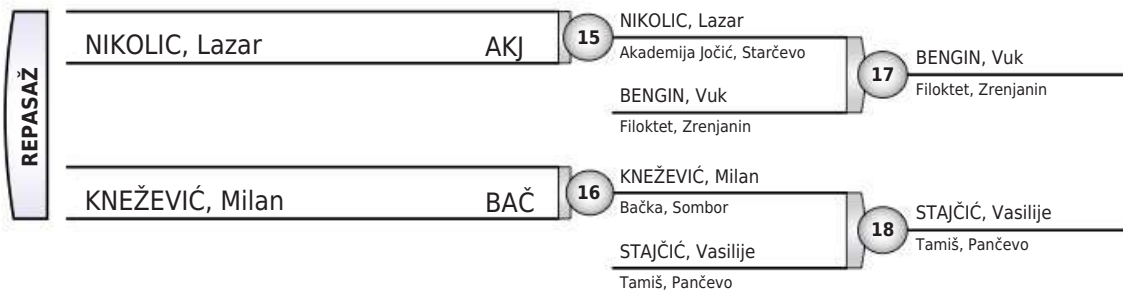 REPASAŽ
NIKOLIC, Lazar AKJ
15
NIKOLIC, Lazar
Akademija Jočić, Starčevo
BENGIN, Vuk
Filoktet, Zrenjanin
17
BENGIN, Vuk
Filoktet, Zrenjanin
KNEŽEVIĆ, Milan BAČ
16
KNEŽEVIĆ, Milan
Bačka, Sombor
STAJČIĆ, Vasilije
Tamiš, Pančevo
18
STAJČIĆ, Vasilije
Tamiš, Pančevo